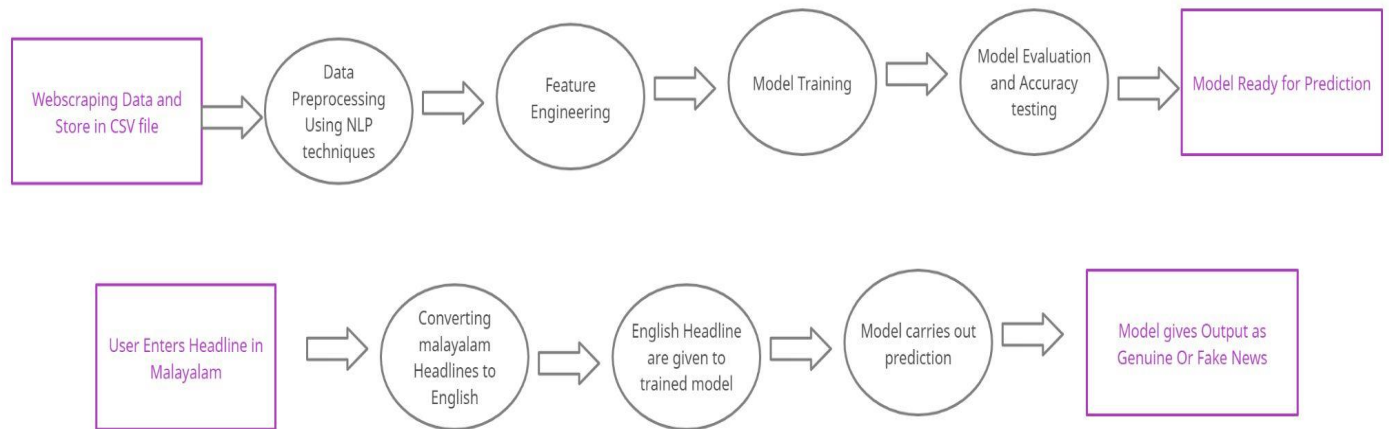 Webscraping Data and
Store in CSV file
Data
Preprocessing
Using NLP
techniques
Feature
Engineering
Model Training
Model Evaluation
and Accuracy
testing
Model Ready for Prediction
User Enters Headline in
Malayalam
Converting
malayalam
Headlines to
English
English Headline
are given to
trained model
Model carries out
prediction
Model gives Output as
Genuine Or Fake News